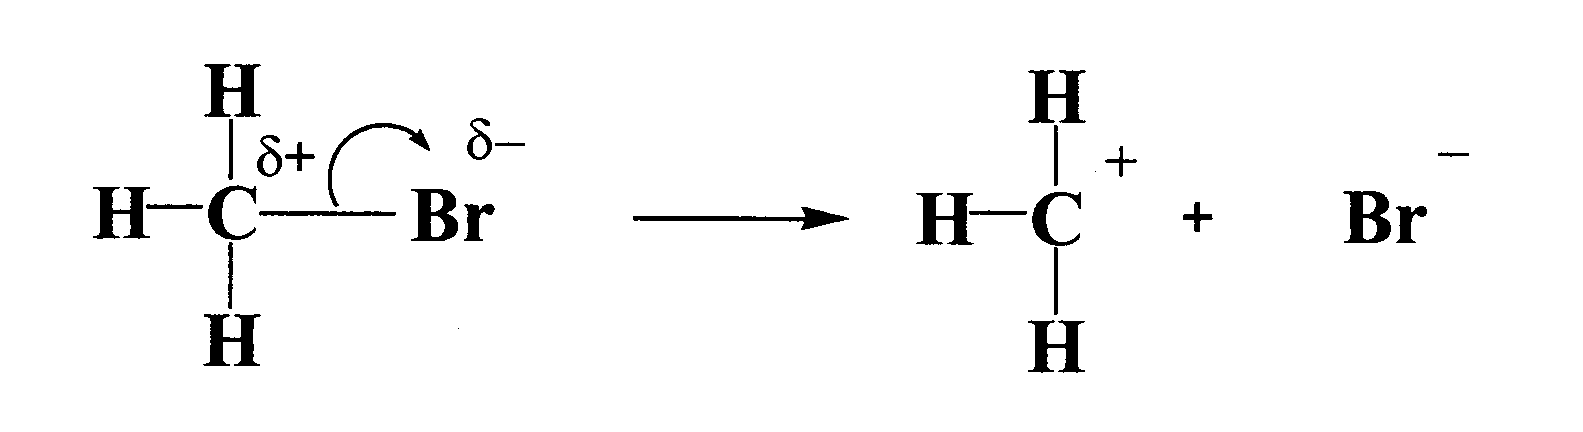 H H
δ+ δ− + −
H C Br H C + Br
H H